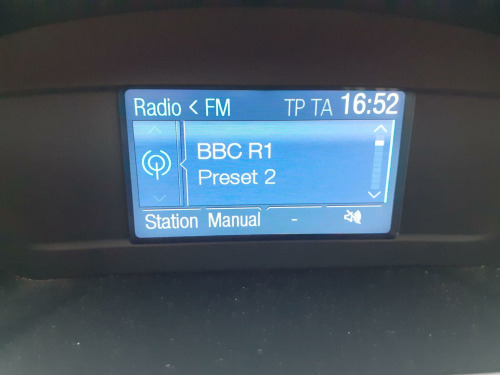 Radio < FM TP TA 16:52
BBC R1
Preset 2
Station Manual -